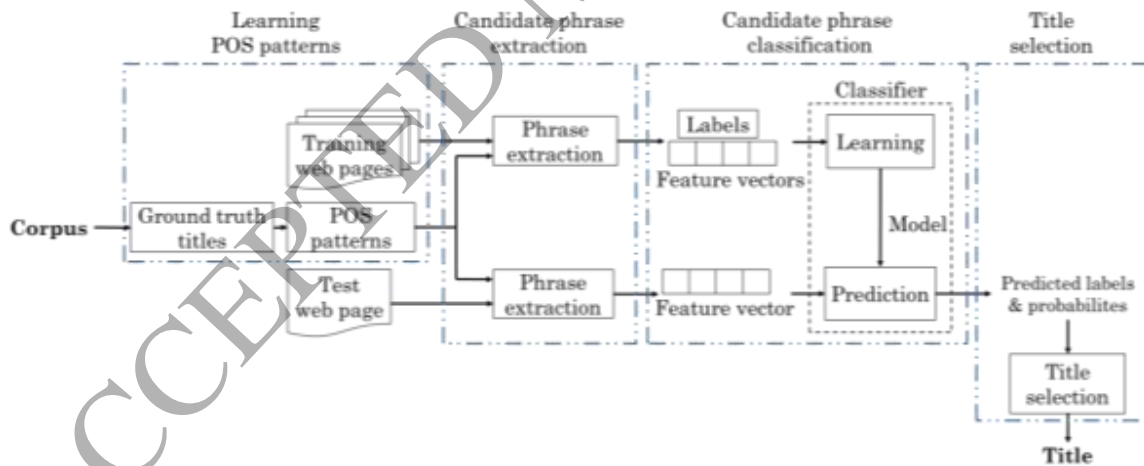 Learning
POS patterns
Candidate phrase
extraction
Candidate phrase
classification
Title
selection
Training
web pages
Phrase
extraction
Labels
Feature vectors
Classifier
Learning
Corpus
Ground truth
titles
POS
patterns
Model
Test
web page
Phrase
extraction
Feature vector
Prediction
Predicted labels
& probabilites
Title
selection
Title
CCEPTED